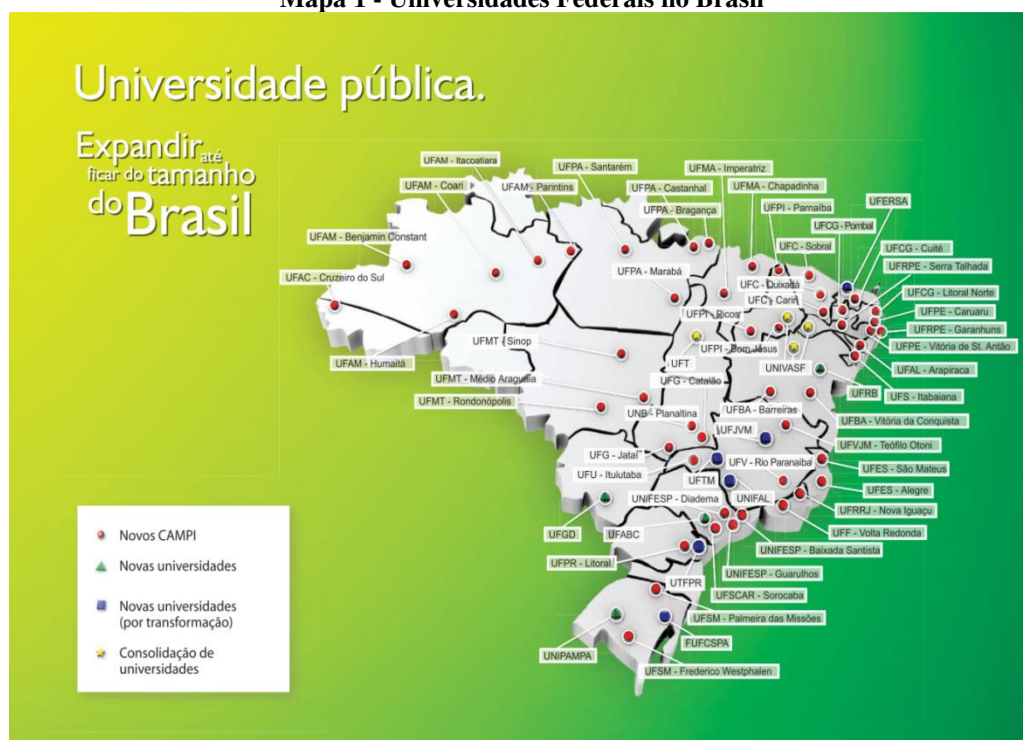 Mapa 1 - Universidades Federais no Brasil
Universidade pública.
Expandir até
ficar do tamanho
do Brasil
UFAM - Itacoatiara
UFPA - Santarém
UFMA - Imperatriz
UFAM - Coari
UFAM - Parintins
UFPA - Castanhal
UFMA - Chapadinha
UFPA - Bragança
UFPI - Parnaíba
UFERSA
UFCG - Pombal
UFAM - Benjamin Constant
UFC - Sobral
UFCG - Cuité
UFRPE - Serra Talhada
UFAC - Cruzeiro do Sul
UFPA - Marabá
UFC - Quixadá
UFCG - Litoral Norte
UFC - Cariri
UFPE - Caruaru
UFPI - Picos
UFRPE - Garanhuns
UFMT - Sinop
UFPI - Bom Jesus
UFPE - Vitória de St. Antão
UFAM - Humaitá
UFT
UNIVASF
UFAL - Arapiraca
UFMT - Médio Araguaia
UFG - Catalão
UFRB
UFS - Itabaiana
UFMT - Rondonópolis
UNB - Planaltina
UFBA - Barreiras
UFBA - Vitória da Conquista
UFJVM
UFVJM - Teófilo Otoni
UFG - Jataí
UFV - Rio Paranaíba
UFES - São Mateus
UFU - Ituiutaba
UFTM
UFES - Alegre
UNIFESP - Diadema
UNIFAL
UFRRJ - Nova Iguaçu
UFGD
UFABC
UFF - Volta Redonda
UNIFESP - Baixada Santista
UFPR - Litoral
UNIFESP - Guarulhos
UTFPR
UFSCAR - Sorocaba
UFSM - Palmeira das Missões
FUFCSPA
UNIPAMPA
UFSM - Frederico Westphalen
Novos CAMPI
Novas universidades
Novas universidades
(por transformação)
Consolidação de
universidades